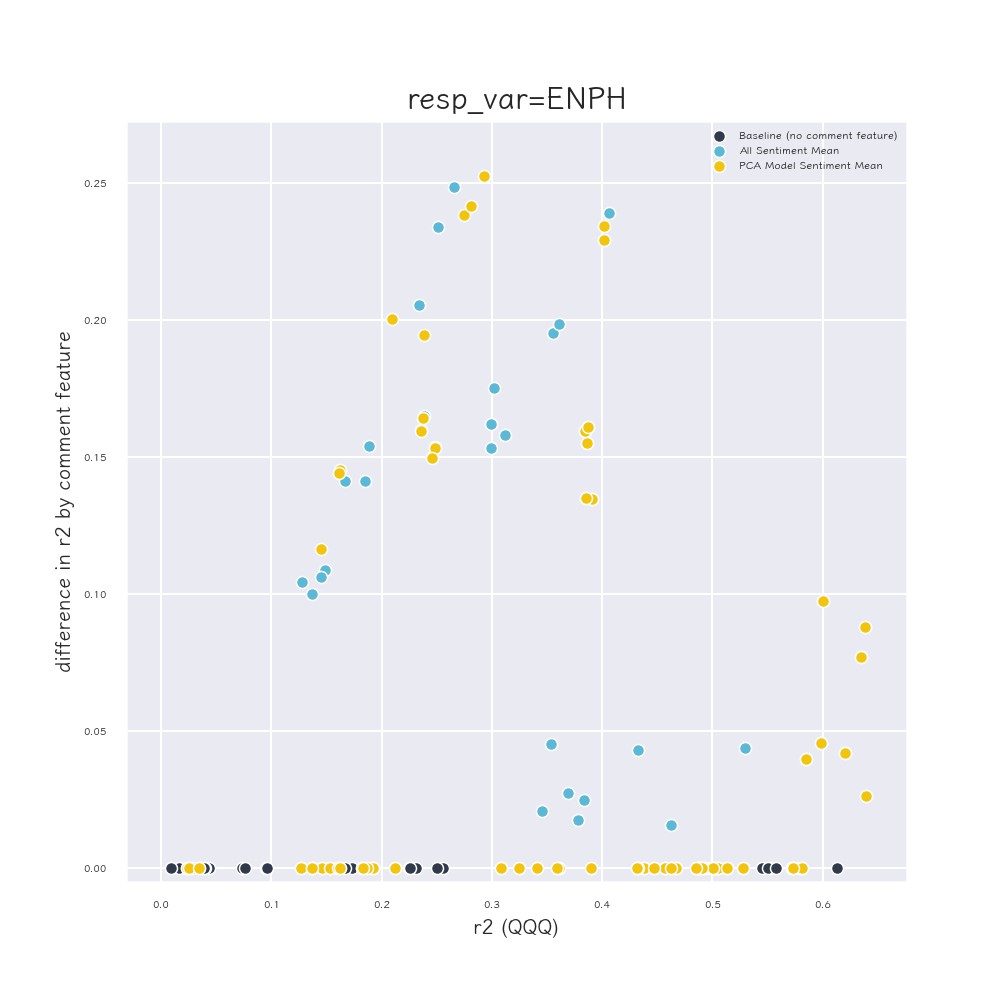 resp_var=ENPH
Baseline (no comment feature)
All Sentiment Mean
PCA Model Sentiment Mean
difference in r2 by comment feature
0.25
0.20
0.15
0.10
0.05
0.00
0.0 0.1 0.2 0.3 0.4 0.5 0.6
r2 (QQQ)